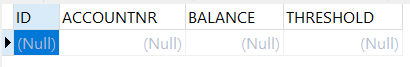 ID ACCOUNTNR BALANCE THRESHOLD
(Null) (Null) (Null) (Null)